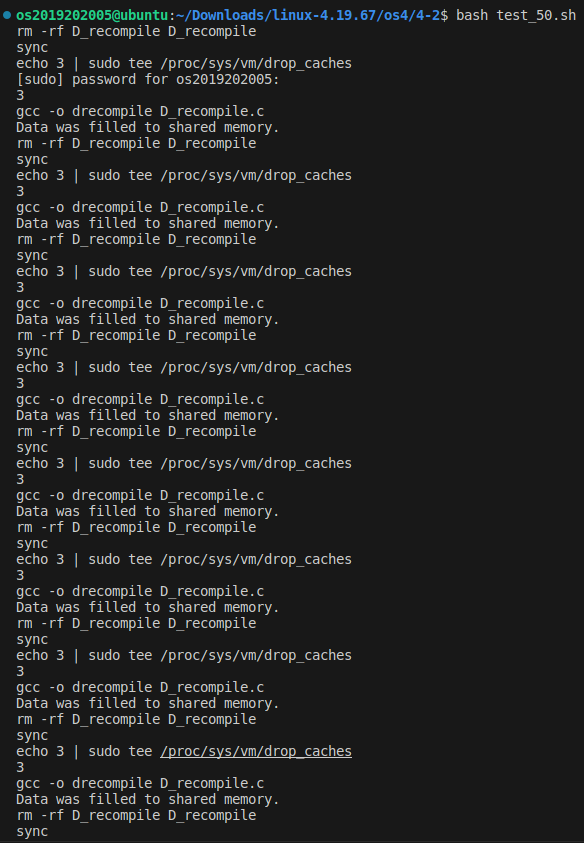 os2019202005@ubuntu:~/Downloads/linux-4.19.67/os4/4-2$ bash test_50.sh
rm -rf D_recompile D_recompile
sync
echo 3 | sudo tee /proc/sys/vm/drop_caches
[sudo] password for os2019202005:
3
gcc -o drecompile D_recompile.c
Data was filled to shared memory.
rm -rf D_recompile D_recompile
sync
echo 3 | sudo tee /proc/sys/vm/drop_caches
3
gcc -o drecompile D_recompile.c
Data was filled to shared memory.
rm -rf D_recompile D_recompile
sync
echo 3 | sudo tee /proc/sys/vm/drop_caches
3
gcc -o drecompile D_recompile.c
Data was filled to shared memory.
rm -rf D_recompile D_recompile
sync
echo 3 | sudo tee /proc/sys/vm/drop_caches
3
gcc -o drecompile D_recompile.c
Data was filled to shared memory.
rm -rf D_recompile D_recompile
sync
echo 3 | sudo tee /proc/sys/vm/drop_caches
3
gcc -o drecompile D_recompile.c
Data was filled to shared memory.
rm -rf D_recompile D_recompile
sync
echo 3 | sudo tee /proc/sys/vm/drop_caches
3
gcc -o drecompile D_recompile.c
Data was filled to shared memory.
rm -rf D_recompile D_recompile
sync
echo 3 | sudo tee /proc/sys/vm/drop_caches
3
gcc -o drecompile D_recompile.c
Data was filled to shared memory.
rm -rf D_recompile D_recompile
sync
echo 3 | sudo tee /proc/sys/vm/drop_caches
3
gcc -o drecompile D_recompile.c
Data was filled to shared memory.
rm -rf D_recompile D_recompile
sync